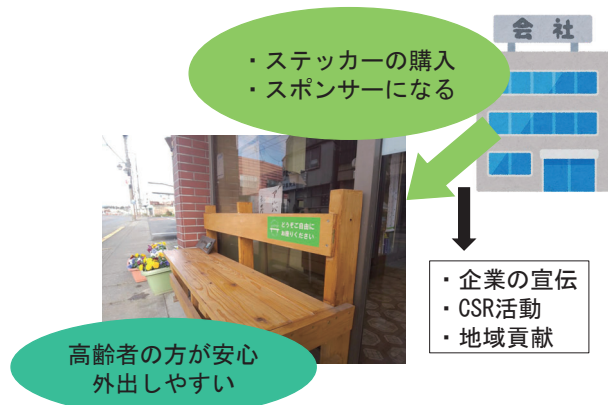 会 社
・ステッカーの購入
・スポンサーになる
どうぞご自由に
お座りください
・企業の宣伝
・CSR活動
・地域貢献
高齢者の方が安心
外出しやすい